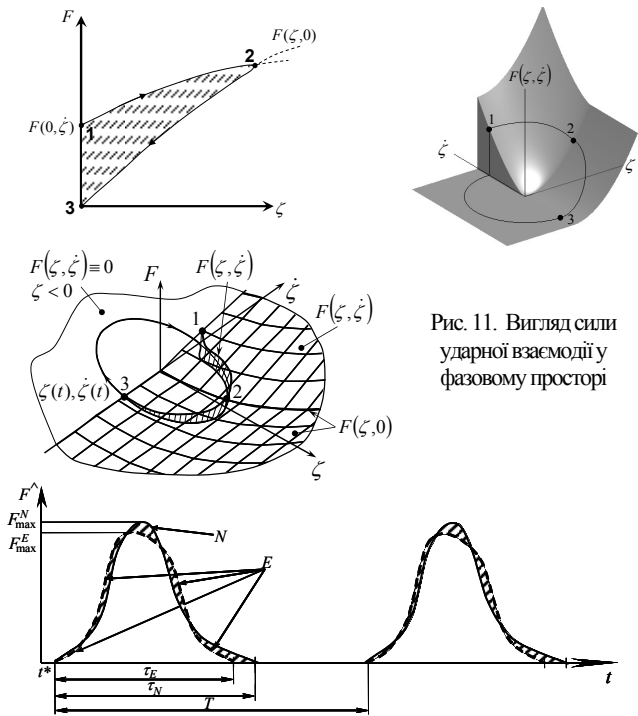 F
F(ζ,0)
2
F(0,ζ̇)
1
3
ζ
F(ζ,ζ̇)
1
2
ζ̇
ζ
3
F(ζ,ζ̇)≡0
ζ<0
F
F(ζ,ζ̇)
ζ̇
F(ζ,ζ̇)
1
ζ(t),ζ̇(t)
3
2
F(ζ,0)
ζ
Рис. 11. Вигляд сили
ударної взаємодії у
фазовому просторі
F^
F^N_max
N
F^E_max
E
t*
τ_E
τ_N
T
t